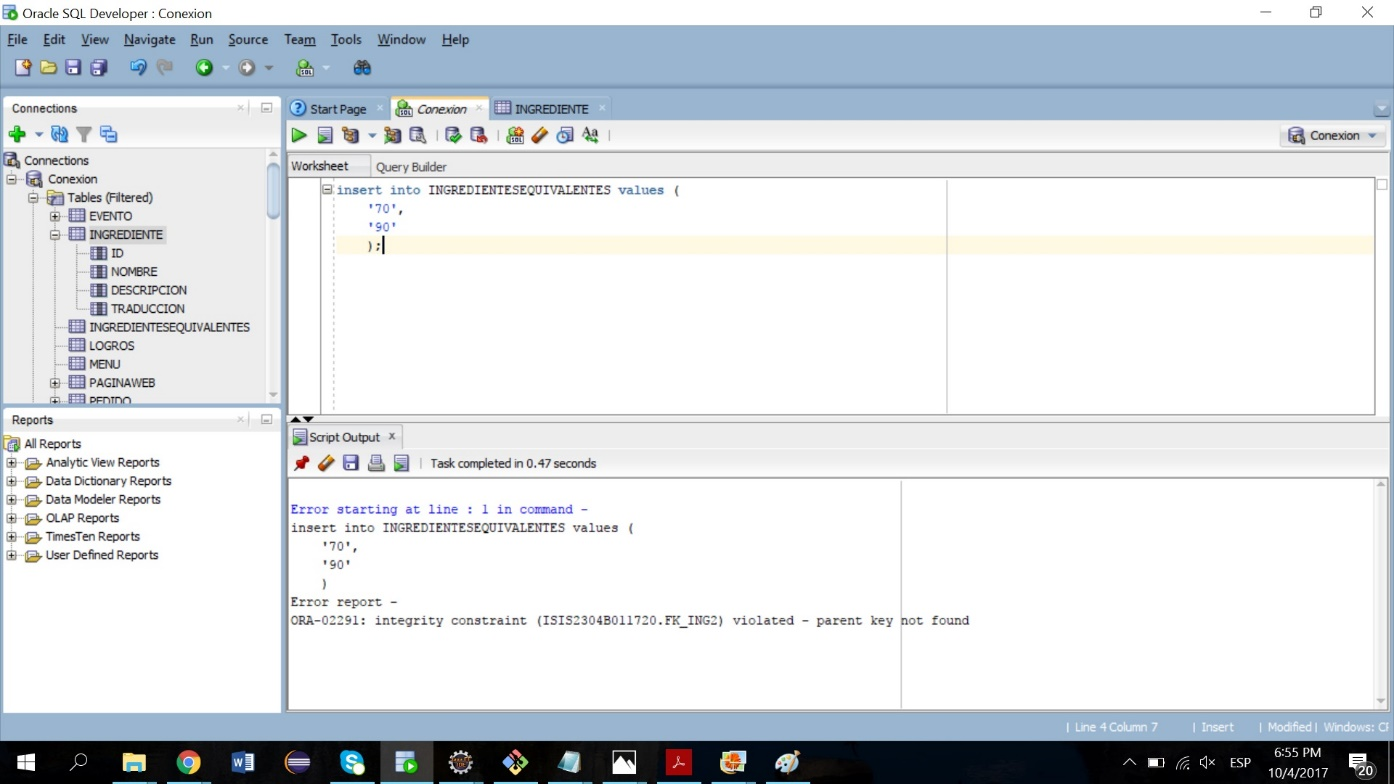 Oracle SQL Developer : Conexion
File Edit View Navigate Run Source Team Tools Window Help
Connections
Start Page
Conexion
INGREDIENTE
Conexion
Worksheet Query Builder
Connections
Conexion
Tables (Filtered)
EVENTO
INGREDIENTE
ID
NOMBRE
DESCRIPCION
TRADUCCION
INGREDIENTESEQUIVALENTES
LOGROS
MENU
PAGINAWEB
PEDIDO
insert into INGREDIENTESEQUIVALENTES values (
'70',
'90'
);
Reports
All Reports
Analytic View Reports
Data Dictionary Reports
Data Modeler Reports
OLAP Reports
TimesTen Reports
User Defined Reports
Script Output
Task completed in 0.47 seconds
Error starting at line : 1 in command -
insert into INGREDIENTESEQUIVALENTES values (
'70',
'90'
)
Error report -
ORA-02291: integrity constraint (ISIS2304B011720.FK_ING2) violated - parent key not found
Line 4 Column 7 | Insert | Modified | Windows: Cl
ESP
6:55 PM
10/4/2017
20